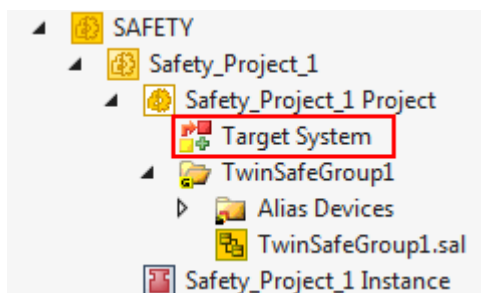 SAFETY
Safety_Project_1
Safety_Project_1 Project
Target System
TwinSafeGroup1
Alias Devices
TwinSafeGroup1.sal
Safety_Project_1 Instance